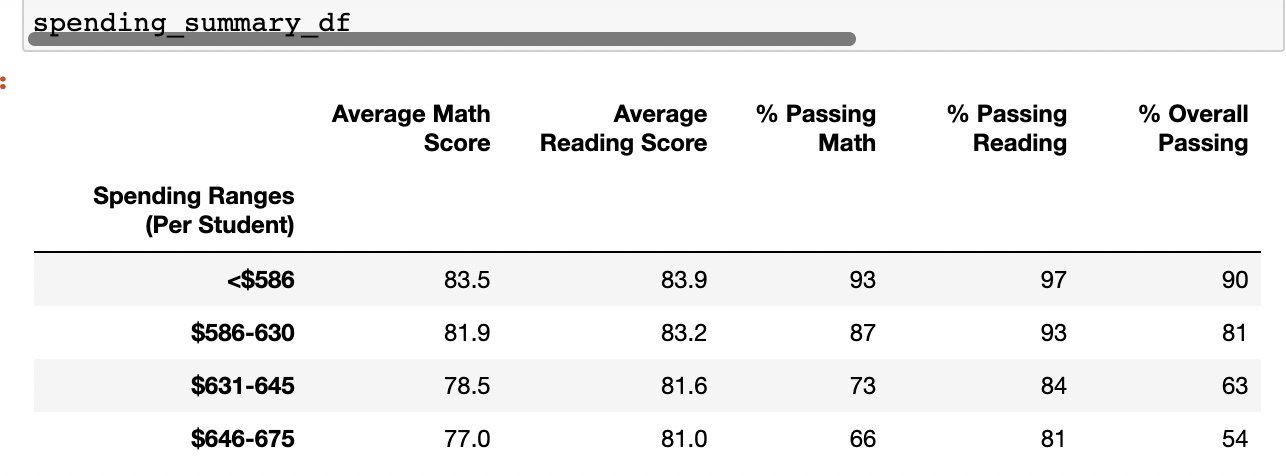 spending_summary_df
:
Average Math Score Average Reading Score % Passing Math % Passing Reading % Overall Passing
Spending Ranges (Per Student)
<$586 83.5 83.9 93 97 90
$586-630 81.9 83.2 87 93 81
$631-645 78.5 81.6 73 84 63
$646-675 77.0 81.0 66 81 54